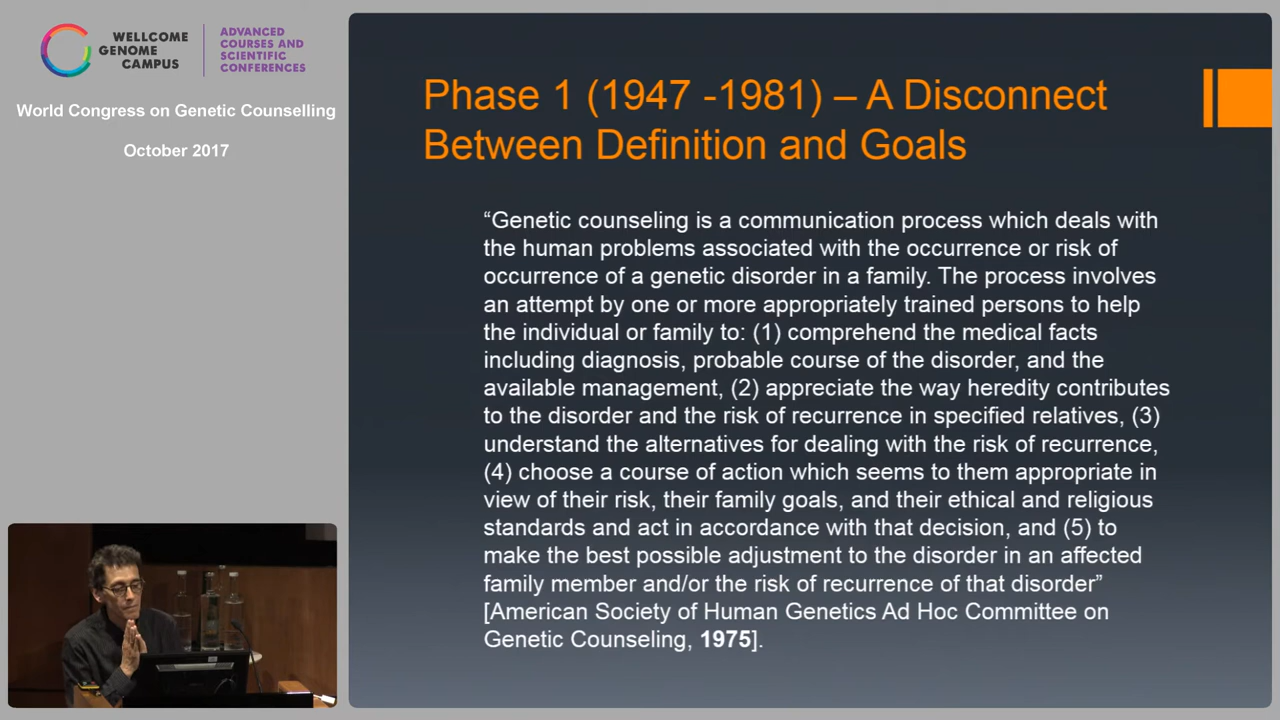 WELLCOME
GENOME
CAMPUS
ADVANCED
COURSES AND
SCIENTIFIC
CONFERENCES
World Congress on Genetic Counselling
October 2017
Phase 1 (1947 -1981) – A Disconnect
Between Definition and Goals
“Genetic counseling is a communication process which deals with
the human problems associated with the occurrence or risk of
occurrence of a genetic disorder in a family. The process involves
an attempt by one or more appropriately trained persons to help
the individual or family to: (1) comprehend the medical facts
including diagnosis, probable course of the disorder, and the
available management, (2) appreciate the way heredity contributes
to the disorder and the risk of recurrence in specified relatives, (3)
understand the alternatives for dealing with the risk of recurrence,
(4) choose a course of action which seems to them appropriate in
view of their risk, their family goals, and their ethical and religious
standards and act in accordance with that decision, and (5) to
make the best possible adjustment to the disorder in an affected
family member and/or the risk of recurrence of that disorder”
[American Society of Human Genetics Ad Hoc Committee on
Genetic Counseling, 1975].